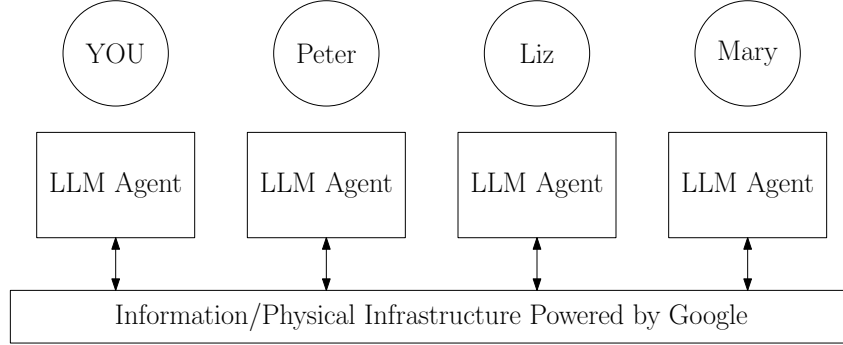 YOU
Peter
Liz
Mary
LLM Agent
LLM Agent
LLM Agent
LLM Agent
Information/Physical Infrastructure Powered by Google